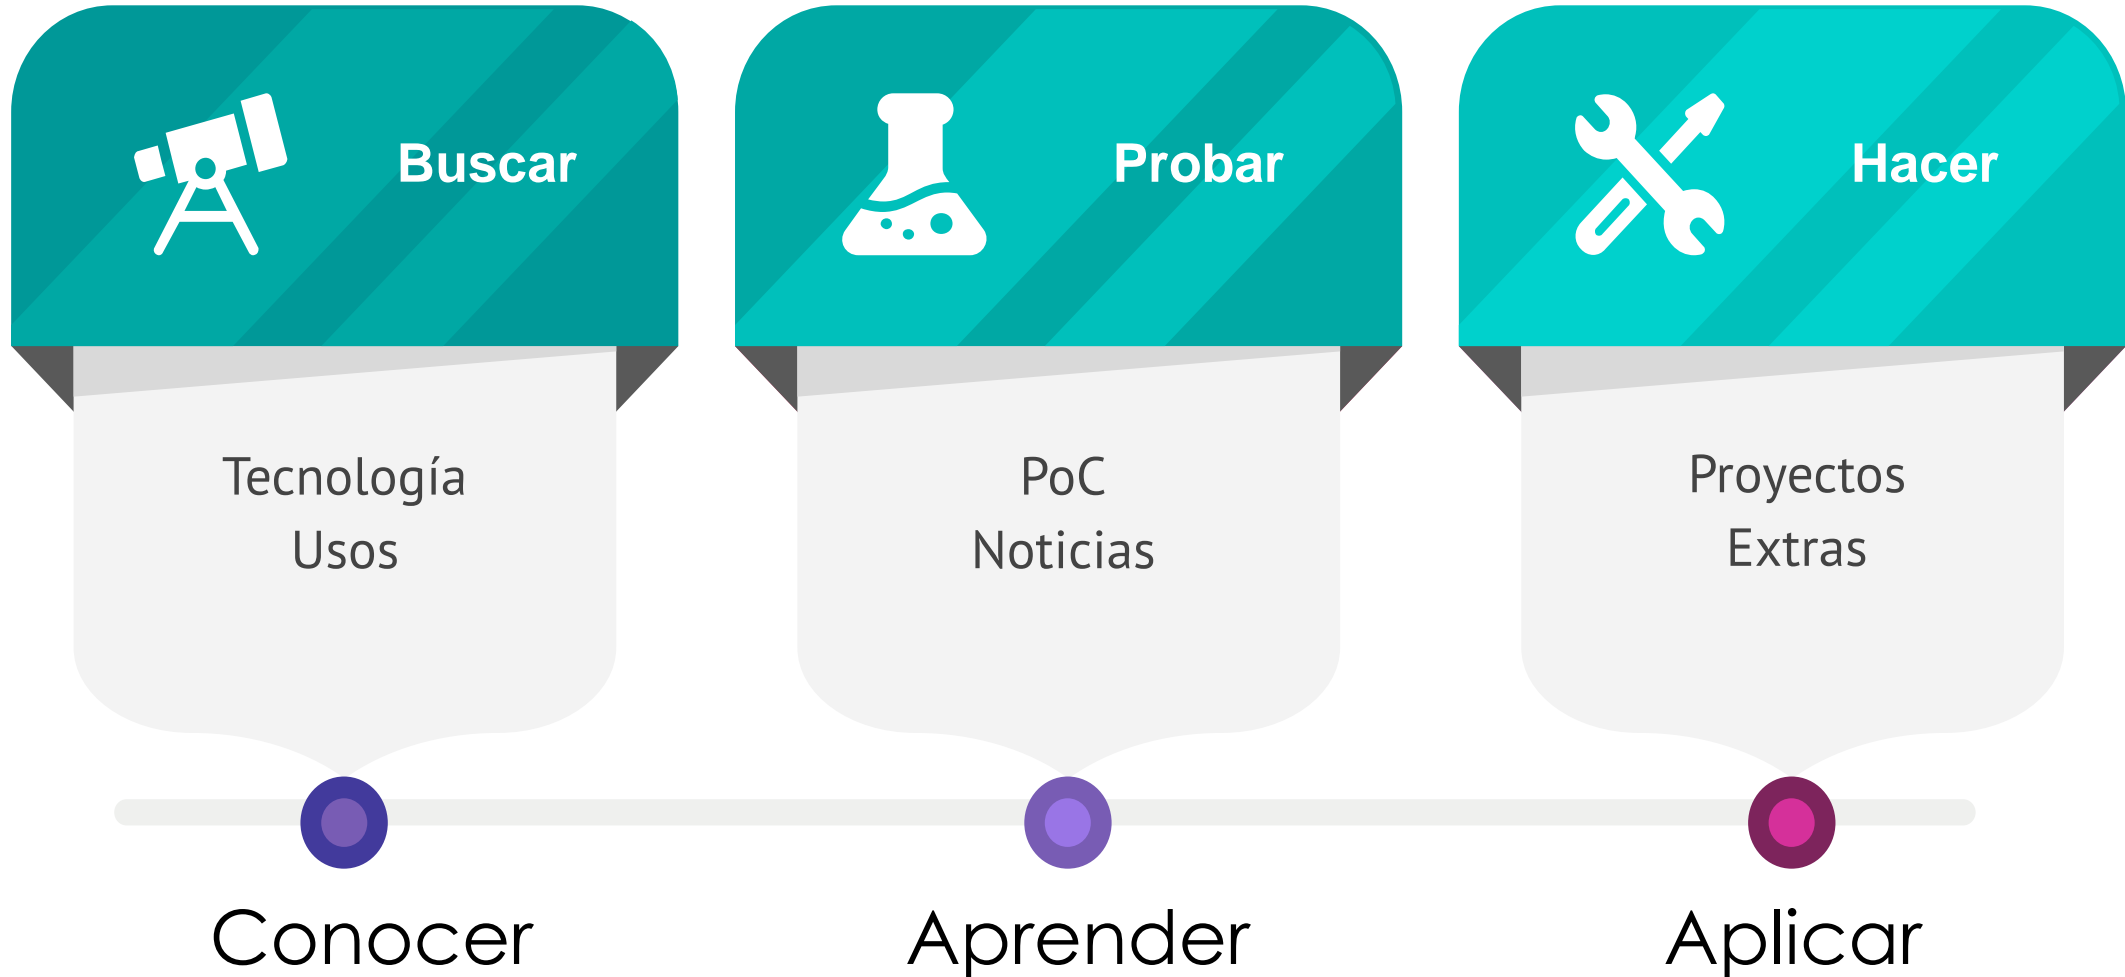 Buscar
Tecnología
Usos
Conocer
Probar
PoC
Noticias
Aprender
Hacer
Proyectos
Extras
Aplicar